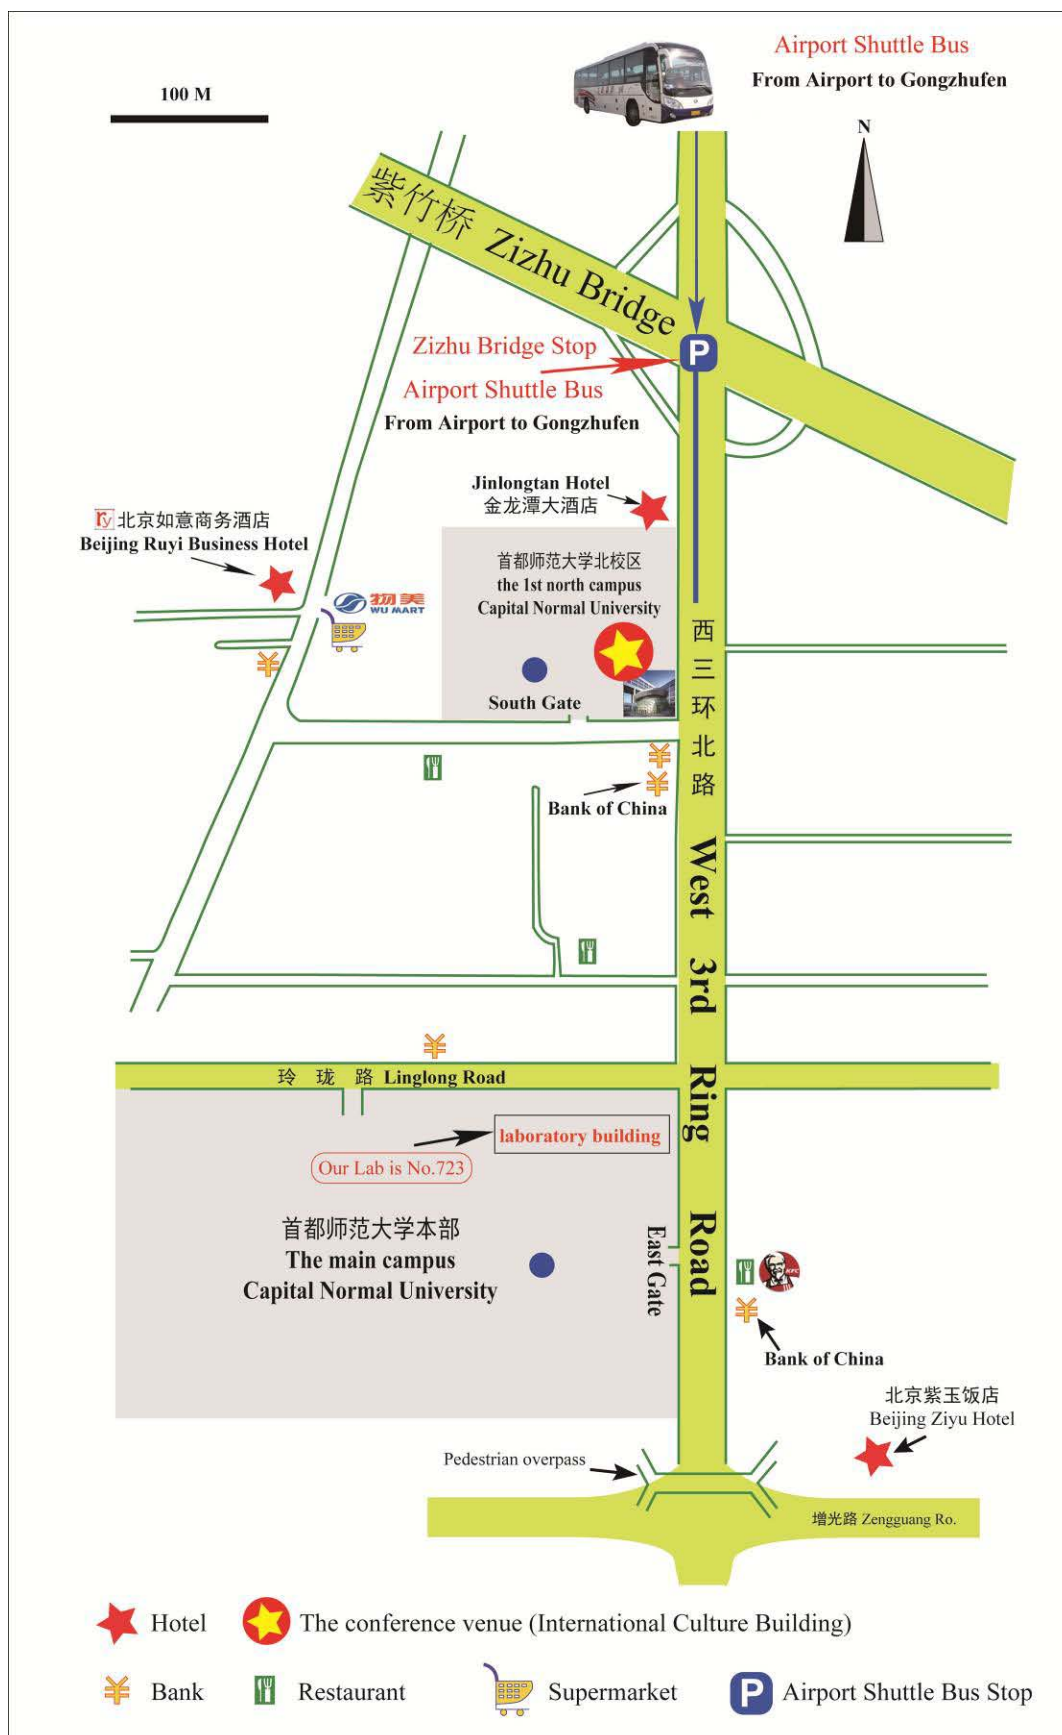 Airport Shuttle Bus
From Airport to Gongzhufen
100 M
N
紫竹桥 Zizhu Bridge
P
Zizhu Bridge Stop
Airport Shuttle Bus
From Airport to Gongzhufen
Jinlongtan Hotel
金龙潭大酒店
ry 北京如意商务酒店
Beijing Ruyi Business Hotel
首都师范大学北校区
the 1st north campus
Capital Normal University
物美
WU MART
South Gate
西三环北路
West 3rd Ring Road
Bank of China
玲珑路 Linglong Road
laboratory building
Our Lab is No.723
首都师范大学本部
The main campus
Capital Normal University
East Gate
KFC
Bank of China
北京紫玉饭店
Beijing Ziyu Hotel
Pedestrian overpass
增光路 Zengguang Ro.
Hotel
The conference venue (International Culture Building)
Bank
Restaurant
Supermarket
P
Airport Shuttle Bus Stop